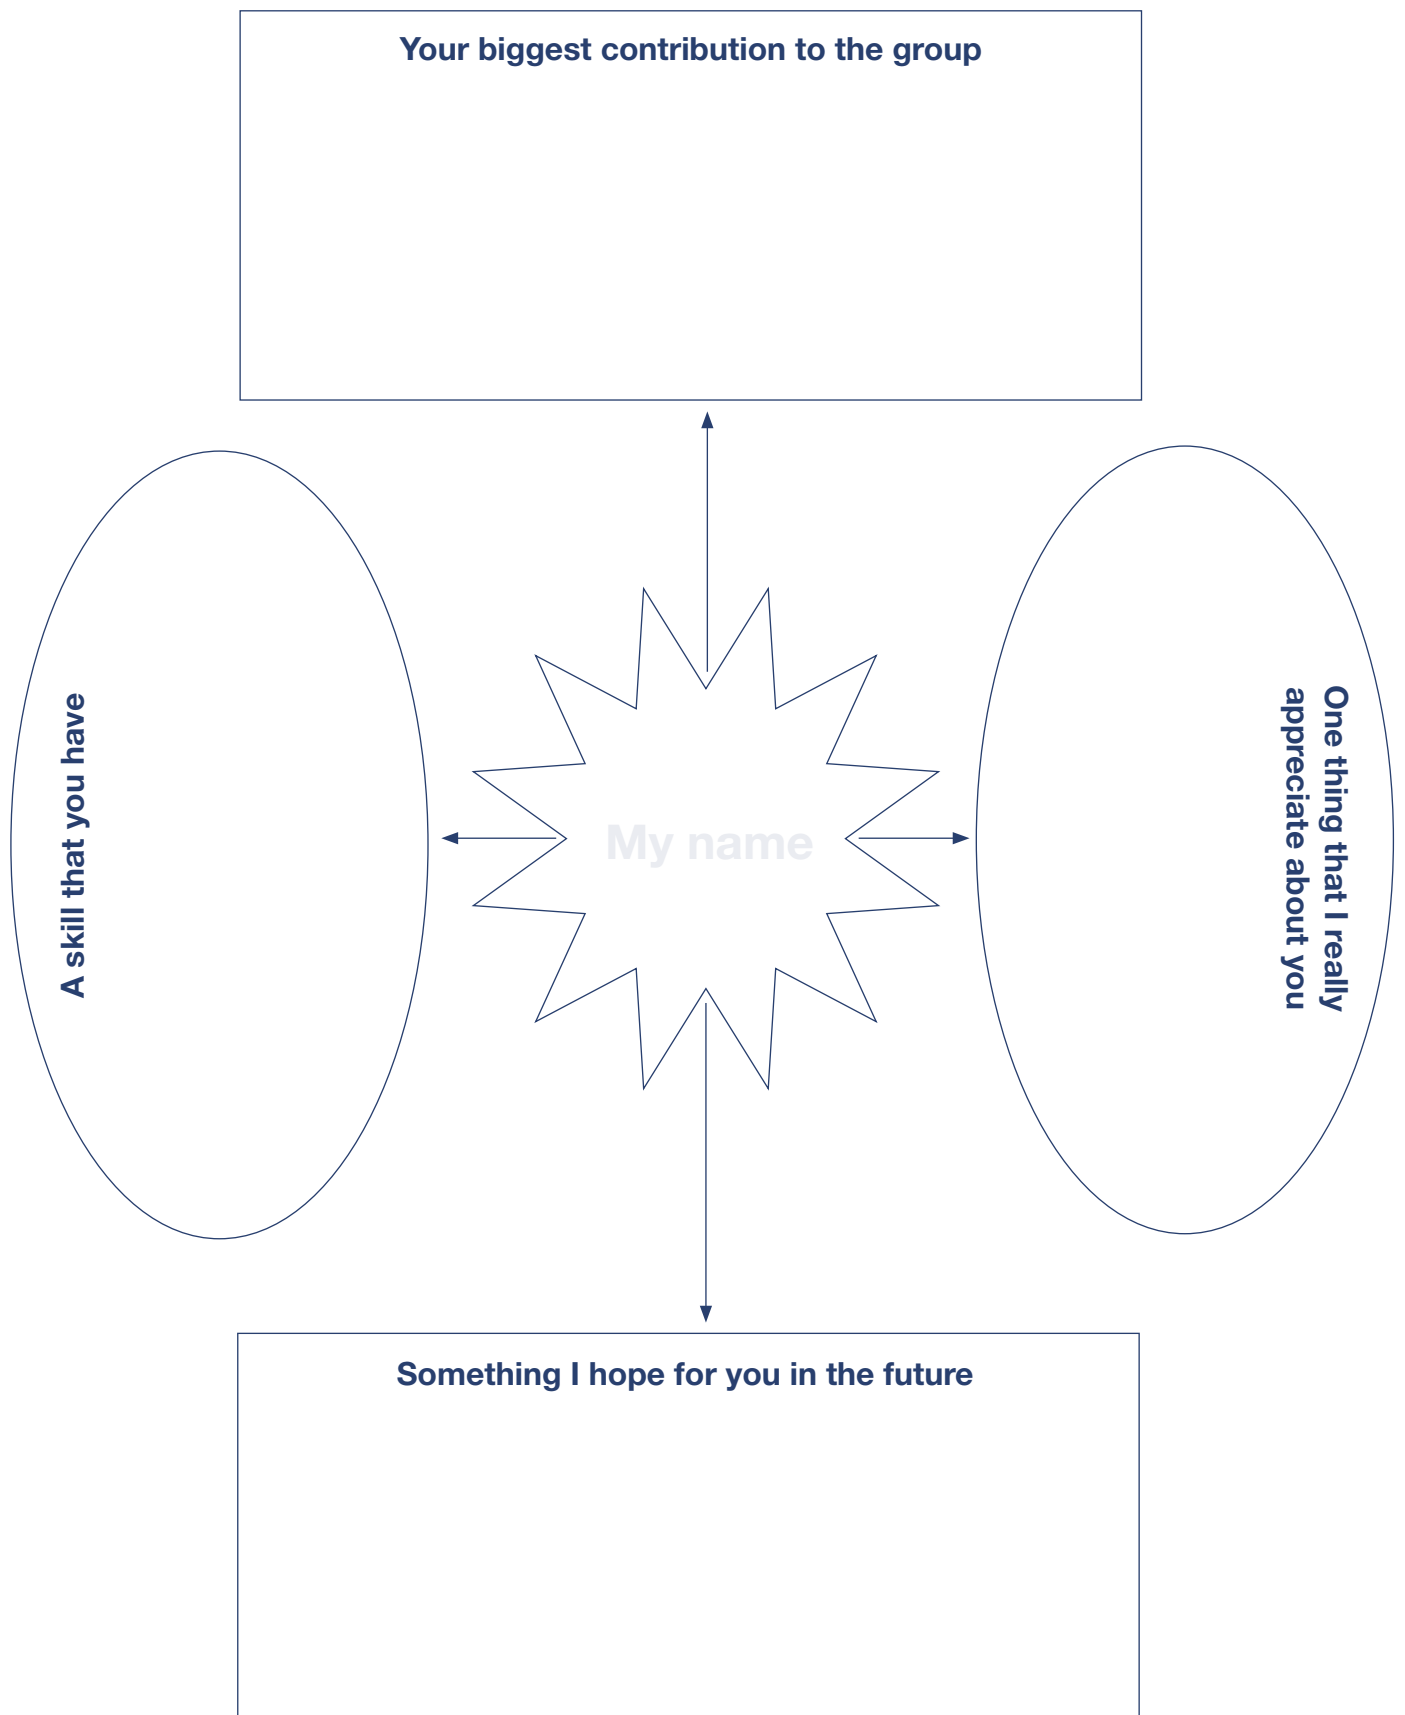 Your biggest contribution to the group
A skill that you have
My name
One thing that I really
appreciate about you
Something I hope for you in the future